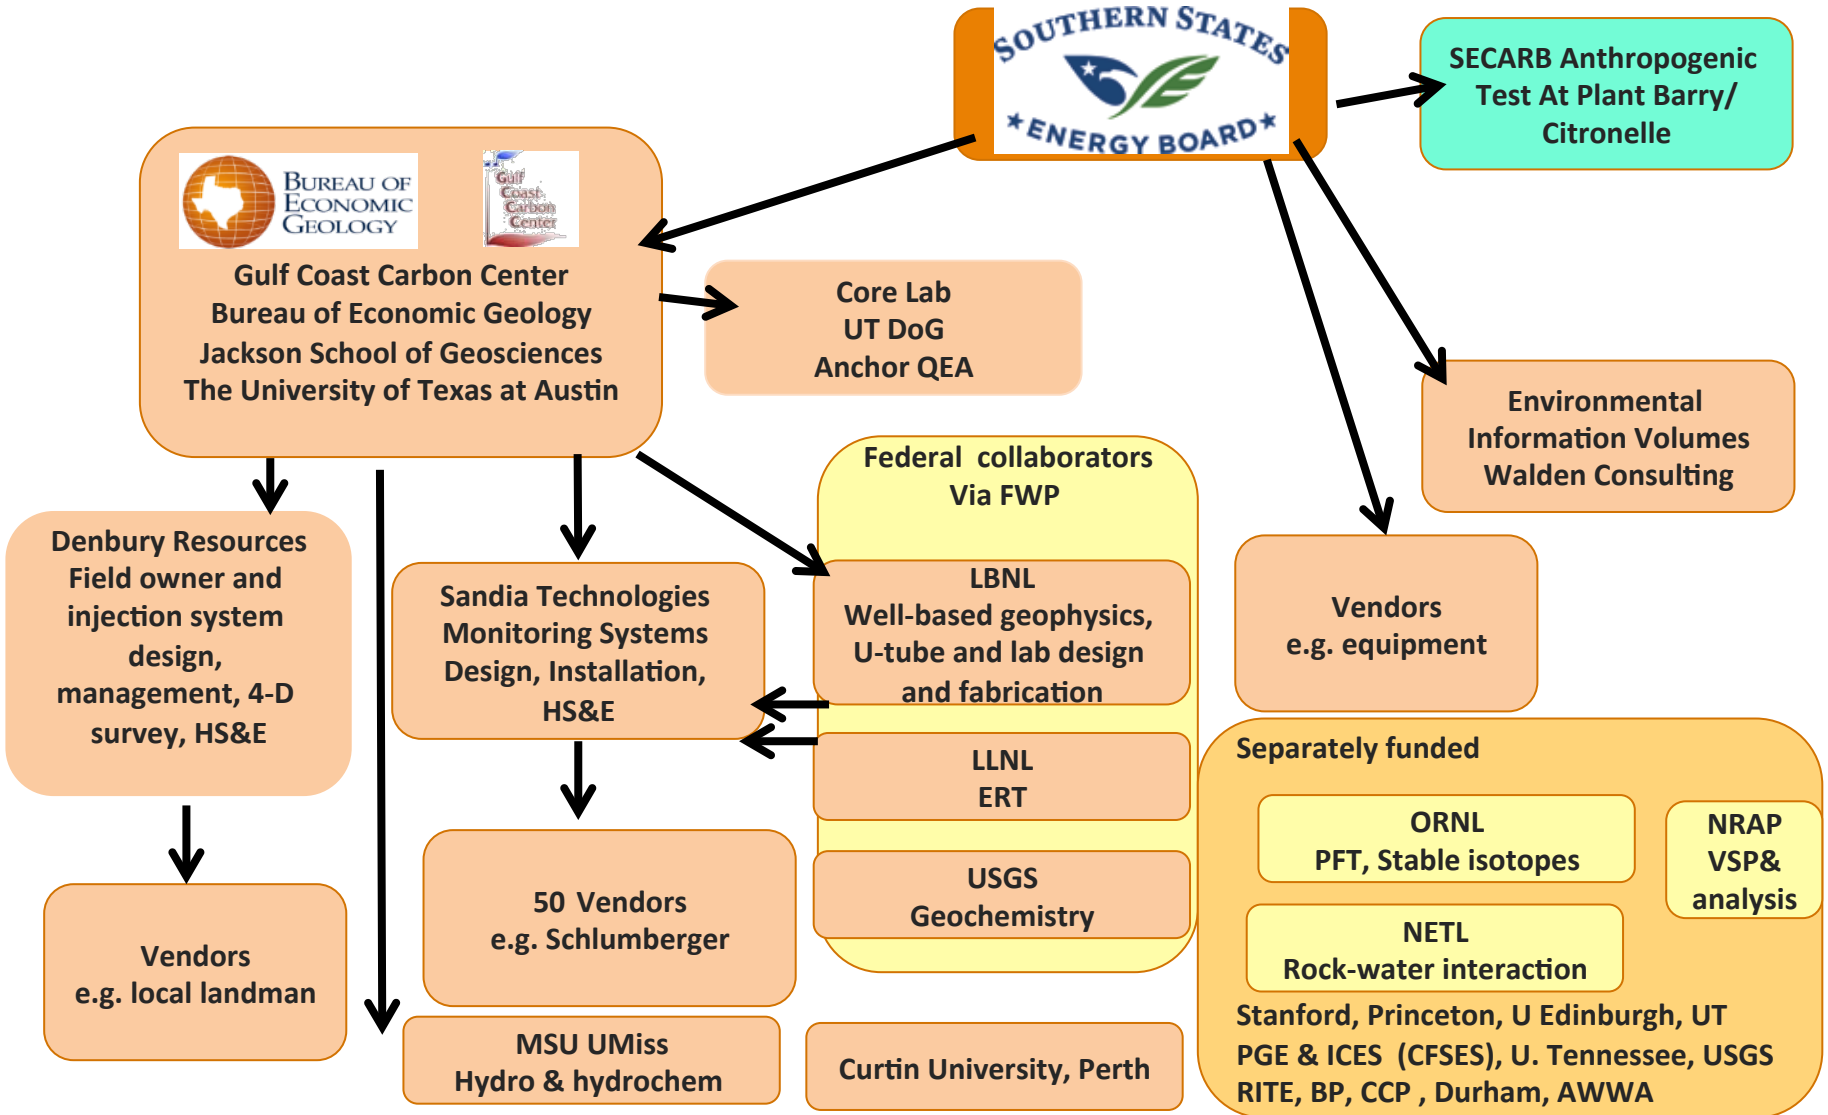 SOUTHERN STATES
ENERGY BOARD
SECARB Anthropogenic
Test At Plant Barry/
Citronelle
BUREAU OF
ECONOMIC
GEOLOGY
Gulf
Coast
Carbon
Center
Gulf Coast Carbon Center
Bureau of Economic Geology
Jackson School of Geosciences
The University of Texas at Austin
Core Lab
UT DoG
Anchor QEA
Environmental
Information Volumes
Walden Consulting
Federal collaborators
Via FWP
Denbury Resources
Field owner and
injection system
design,
management, 4-D
survey, HS&E
Sandia Technologies
Monitoring Systems
Design, Installation,
HS&E
LBNL
Well-based geophysics,
U-tube and lab design
and fabrication
Vendors
e.g. equipment
LLNL
ERT
USGS
Geochemistry
Separately funded
ORNL
PFT, Stable isotopes
NRAP
VSP&
analysis
NETL
Rock-water interaction
Stanford, Princeton, U Edinburgh, UT
PGE & ICES (CFSES), U. Tennessee, USGS
RITE, BP, CCP , Durham, AWWA
50 Vendors
e.g. Schlumberger
Vendors
e.g. local landman
MSU UMiss
Hydro & hydrochem
Curtin University, Perth